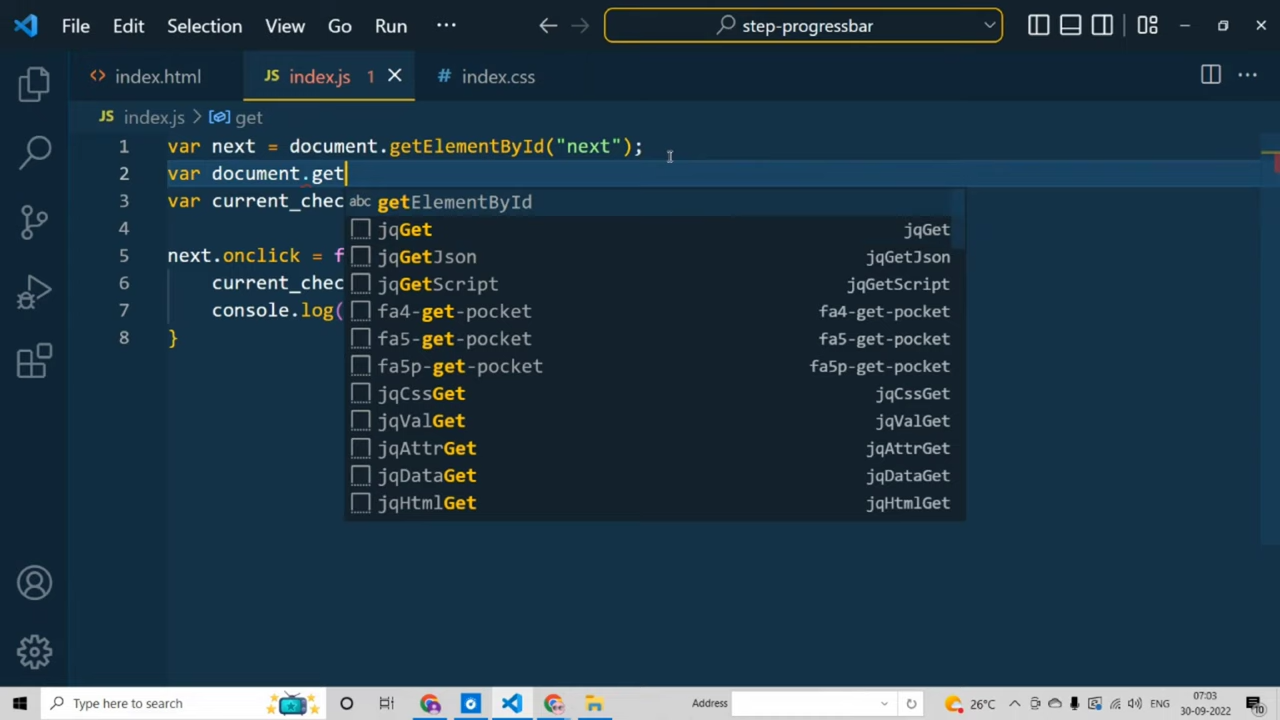 File Edit Selection View Go Run ··· step-progressbar
index.html JS index.js 1 # index.css
JS index.js > get
1 var next = document.getElementById("next");
2 var document.get
3 var current_chec
4
5 next.onclick = f
6 current_chec
7 console.log(
8 }
abc getElementById
jqGet jqGet
jqGetJson jqGetJson
jqGetScript jqGetScript
fa4-get-pocket fa4-get-pocket
fa5-get-pocket fa5-get-pocket
fa5p-get-pocket fa5p-get-pocket
jqCssGet jqCssGet
jqValGet jqValGet
jqAttrGet jqAttrGet
jqDataGet jqDataGet
jqHtmlGet jqHtmlGet
Type here to search Address 26°C ENG 07:03
30-09-2022 10